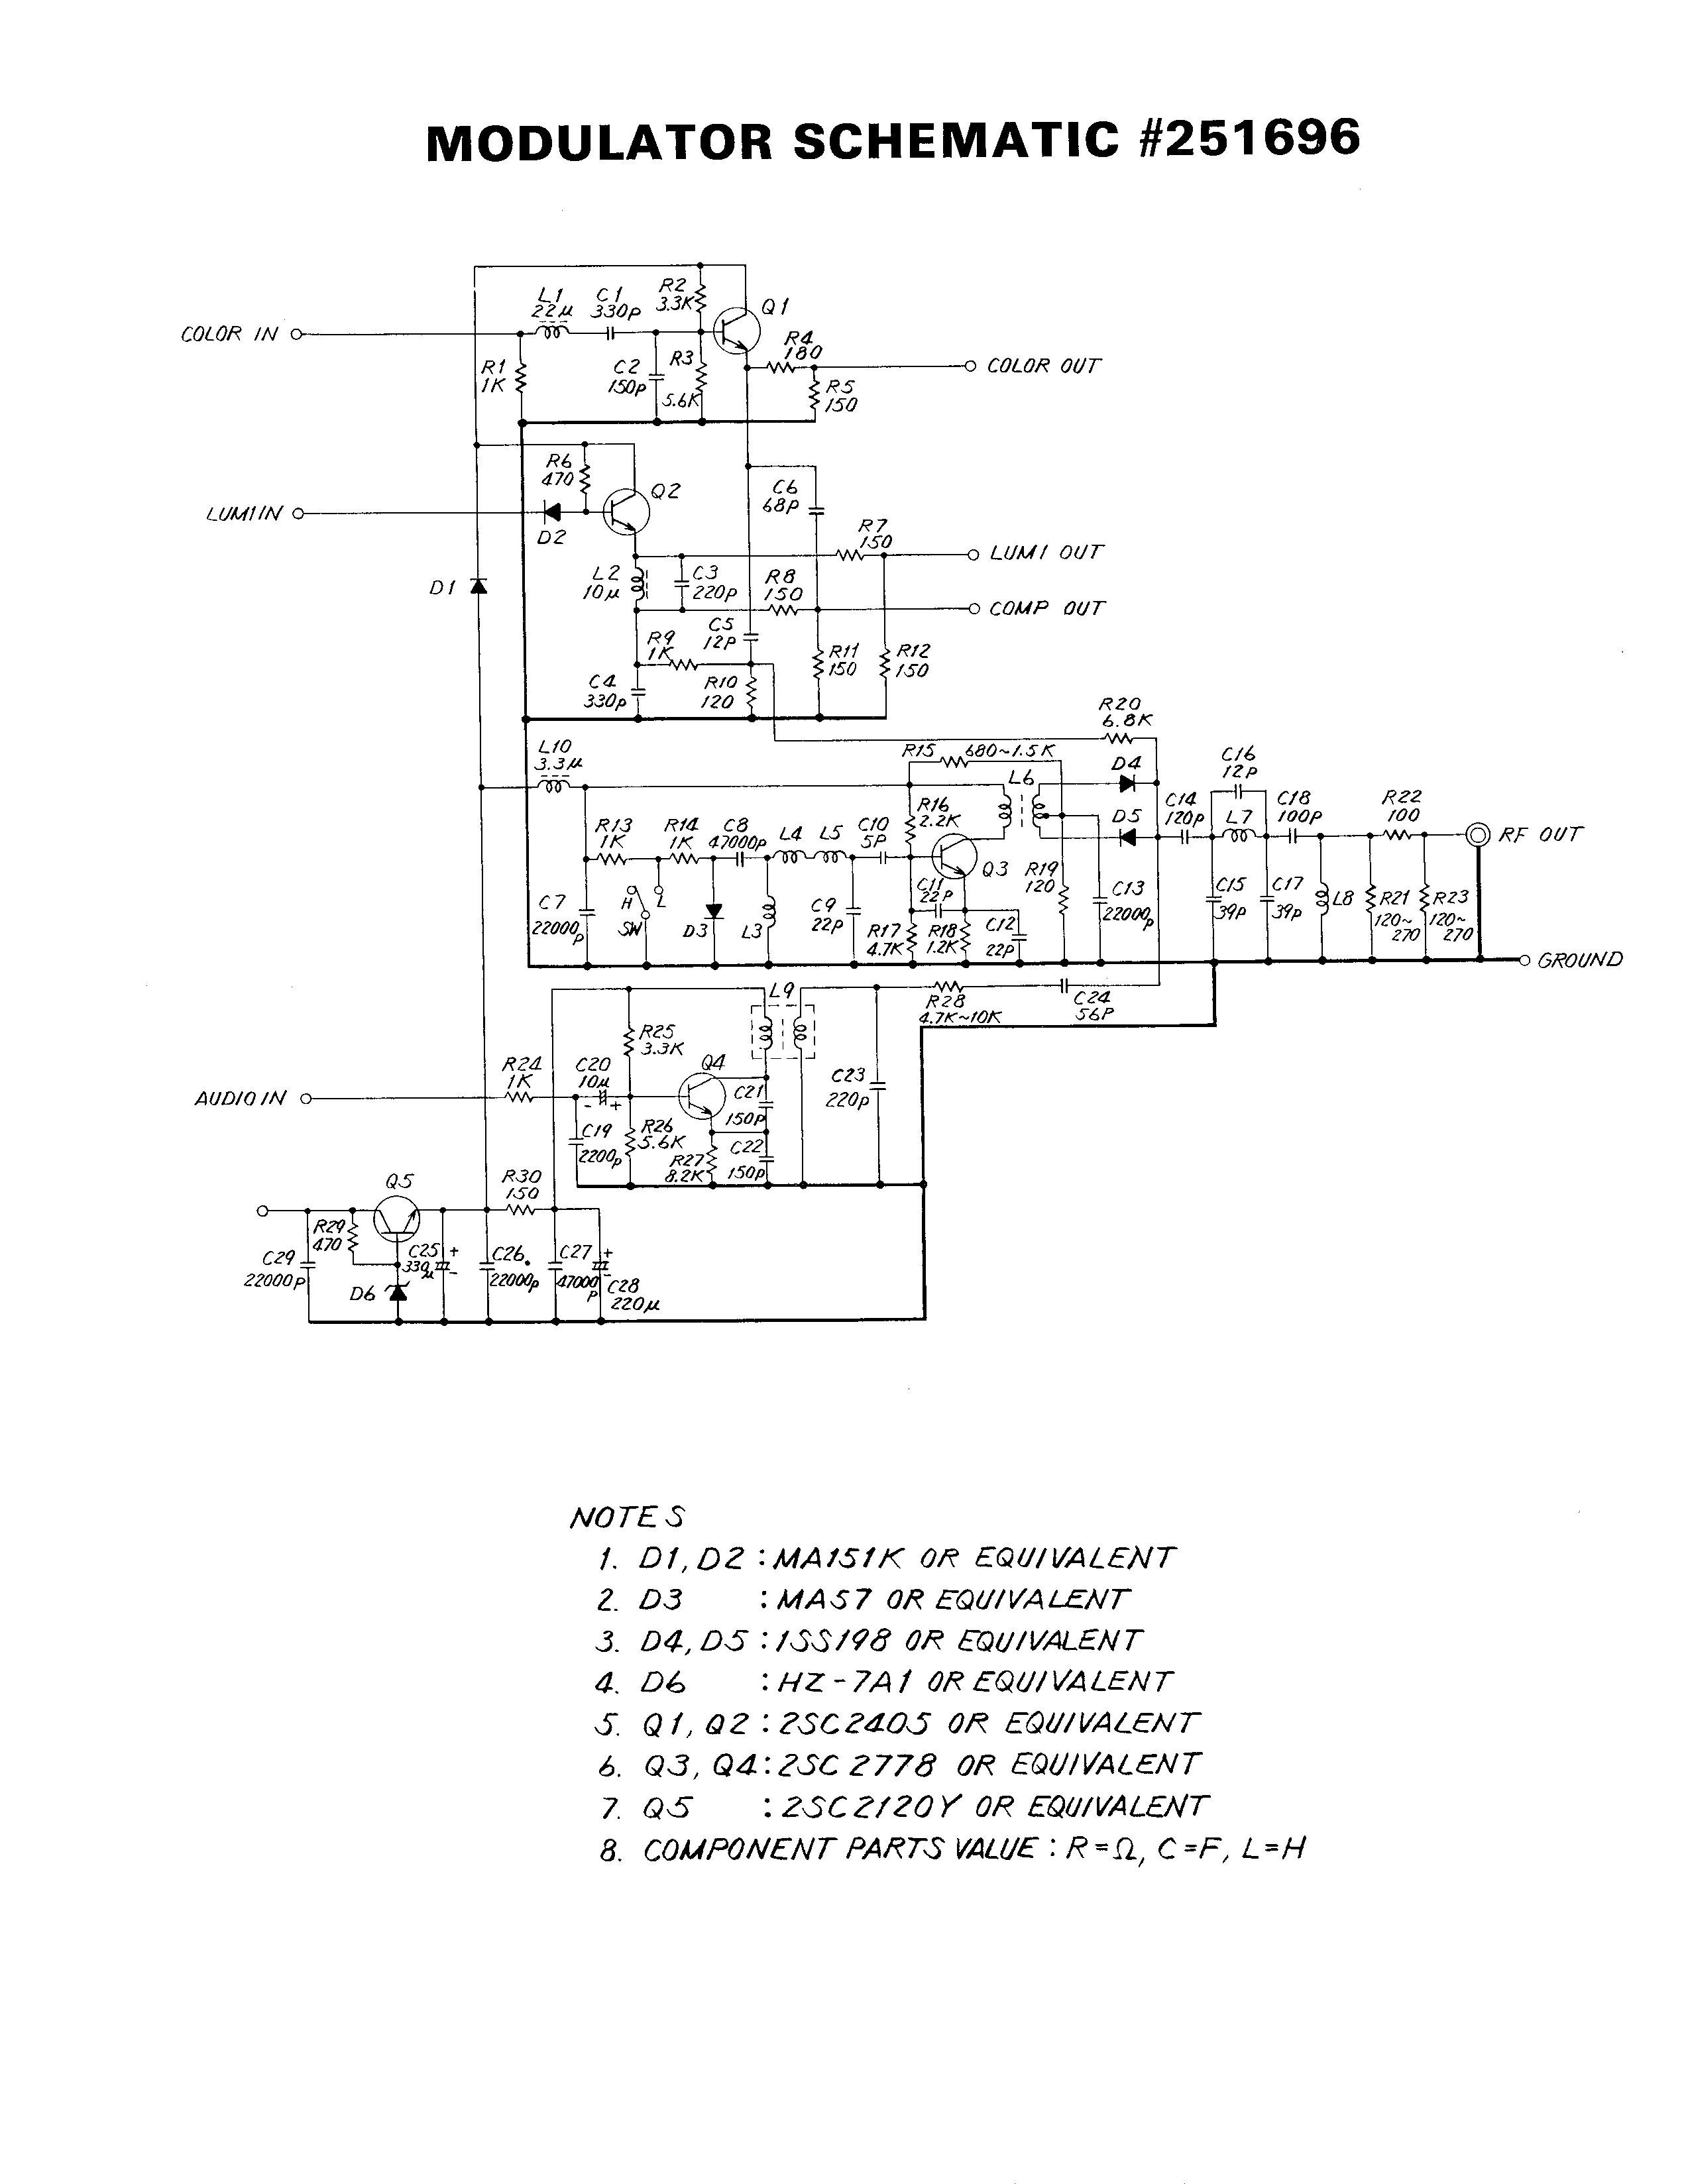 MODULATOR SCHEMATIC #251696
COLOR IN
L1
22μ
C1
330p
R2
3.3K
Q1
R1
1K
C2
150p
R3
5.6K
R4
180
COLOR OUT
R5
150
R6
470
Q2
LUMI IN
D2
C6
68P
R7
150
LUMI OUT
D1
L2
10μ
C3
220p
R8
150
COMP OUT
C5
12P
R9
1K
R11
150
R12
150
C4
330p
R10
120
R20
6.8K
L10
3.3μ
R15 680~1.5K
D4
C16
12P
L6
R13
1K
R14
1K
C8
47000p
L4
L5
C10
5P
R16
2.2K
D5
C14
120p
L7
C18
100p
R22
100
RF OUT
Q3
R19
120
C7
22000p
H
L
SW
D3
L3
C9
22p
C11
22P
C13
22000p
C15
39p
C17
39p
L8
R21
120~
270
R23
120~
270
R17
4.7K
R18
1.2K
C12
22P
GROUND
L9
R28
4.7K~10K
C24
56P
R25
3.3K
R24
1K
C20
10μ
- +
Q4
C21
150P
C23
220p
AUDIO IN
C19
2200p
R26
5.6K
R27
8.2K
C22
150p
Q5
R30
150
R29
470
C29
22000p
C25 +
330μ -
C26
22000p
C27
47000p
+
-
C28
220μ
D6
NOTES
1. D1, D2 : MA151K OR EQUIVALENT
2. D3 : MA57 OR EQUIVALENT
3. D4, D5 : 1SS198 OR EQUIVALENT
4. D6 : HZ-7A1 OR EQUIVALENT
5. Q1, Q2 : 2SC2405 OR EQUIVALENT
6. Q3, Q4 : 2SC2778 OR EQUIVALENT
7. Q5 : 2SC2120Y OR EQUIVALENT
8. COMPONENT PARTS VALUE : R=Ω, C=F, L=H